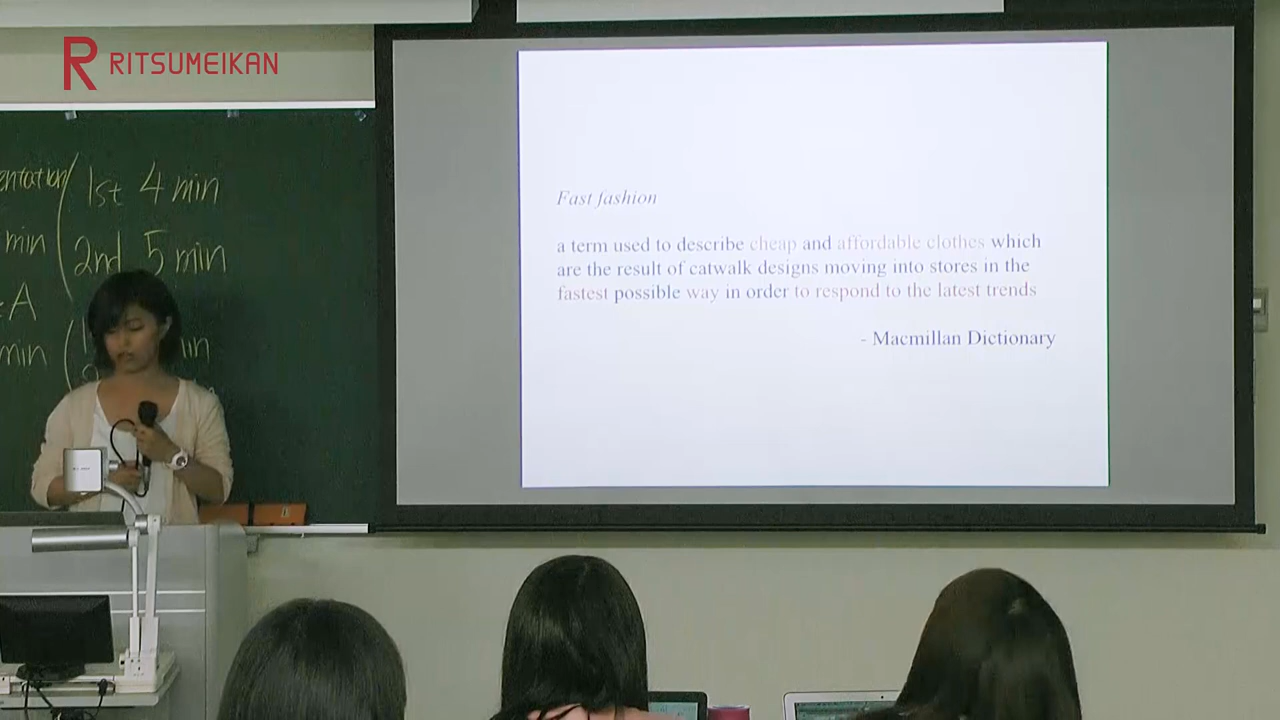 RITSUMEIKAN
1st 4 min
min
2nd 5 min
A
min
Fast fashion
a term used to describe cheap and affordable clothes which
are the result of catwalk designs moving into stores in the
fastest possible way in order to respond to the latest trends
- Macmillan Dictionary